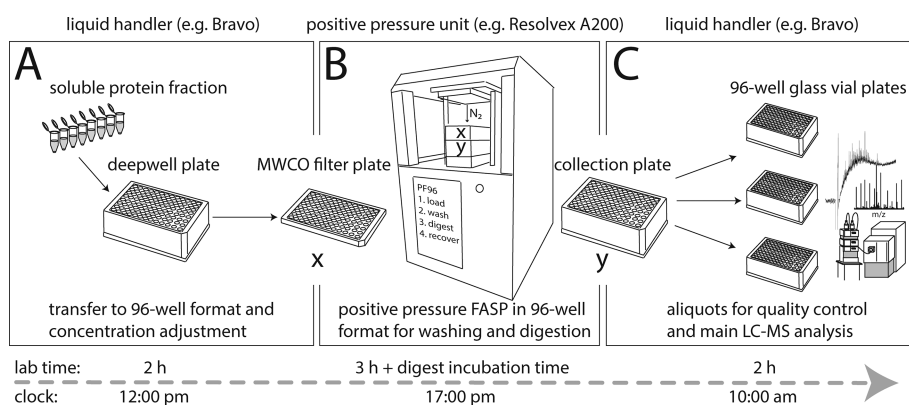 liquid handler (e.g. Bravo)
positive pressure unit (e.g. Resolvex A200)
liquid handler (e.g. Bravo)
A
soluble protein fraction
deepwell plate
MWCO filter plate
x
transfer to 96-well format and
concentration adjustment
B
N₂
x
y
PF96
1. load
2. wash
3. digest
4. recover
positive pressure FASP in 96-well
format for washing and digestion
C
96-well glass vial plates
collection plate
y
m/z
aliquots for quality control
and main LC-MS analysis
lab time: 2 h 3 h + digest incubation time 2 h
clock: 12:00 pm 17:00 pm 10:00 am